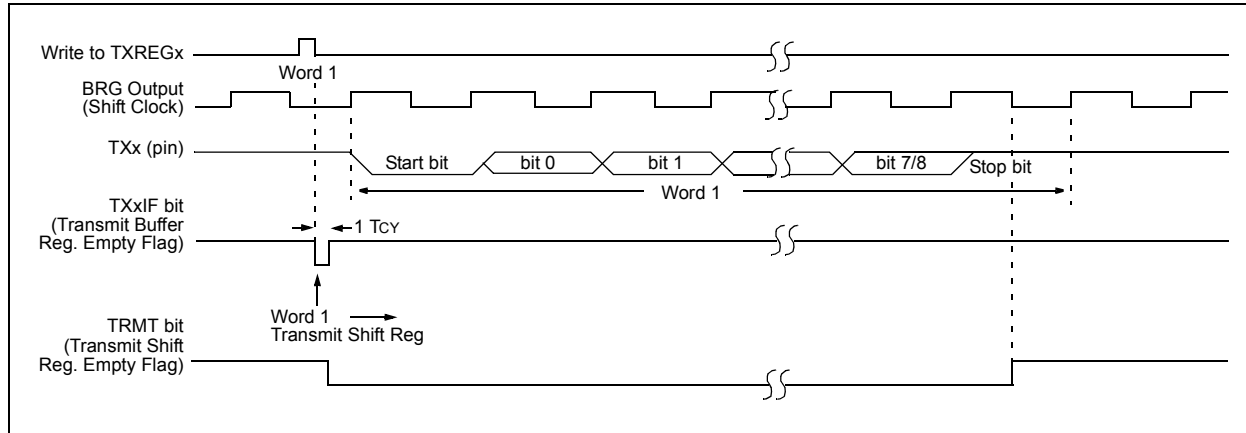 Write to TXREGx
Word 1
BRG Output
(Shift Clock)
TXx (pin)
Start bit
bit 0
bit 1
bit 7/8
Stop bit
Word 1
TXxIF bit
(Transmit Buffer
Reg. Empty Flag)
1 TCY
Word 1
Transmit Shift Reg
TRMT bit
(Transmit Shift
Reg. Empty Flag)